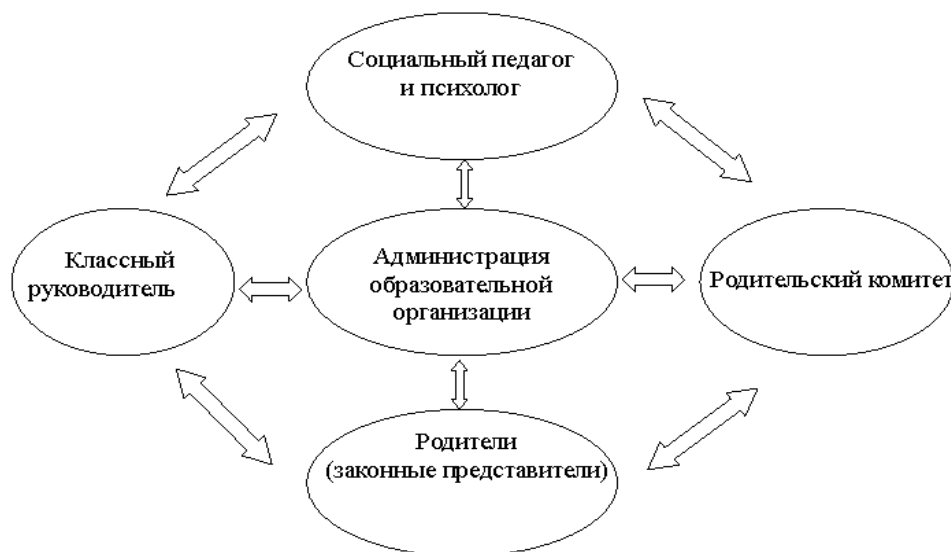 Социальный педагог
и психолог
Классный
руководитель
Администрация
образовательной
организации
Родительский комитет
Родители
(законные представители)